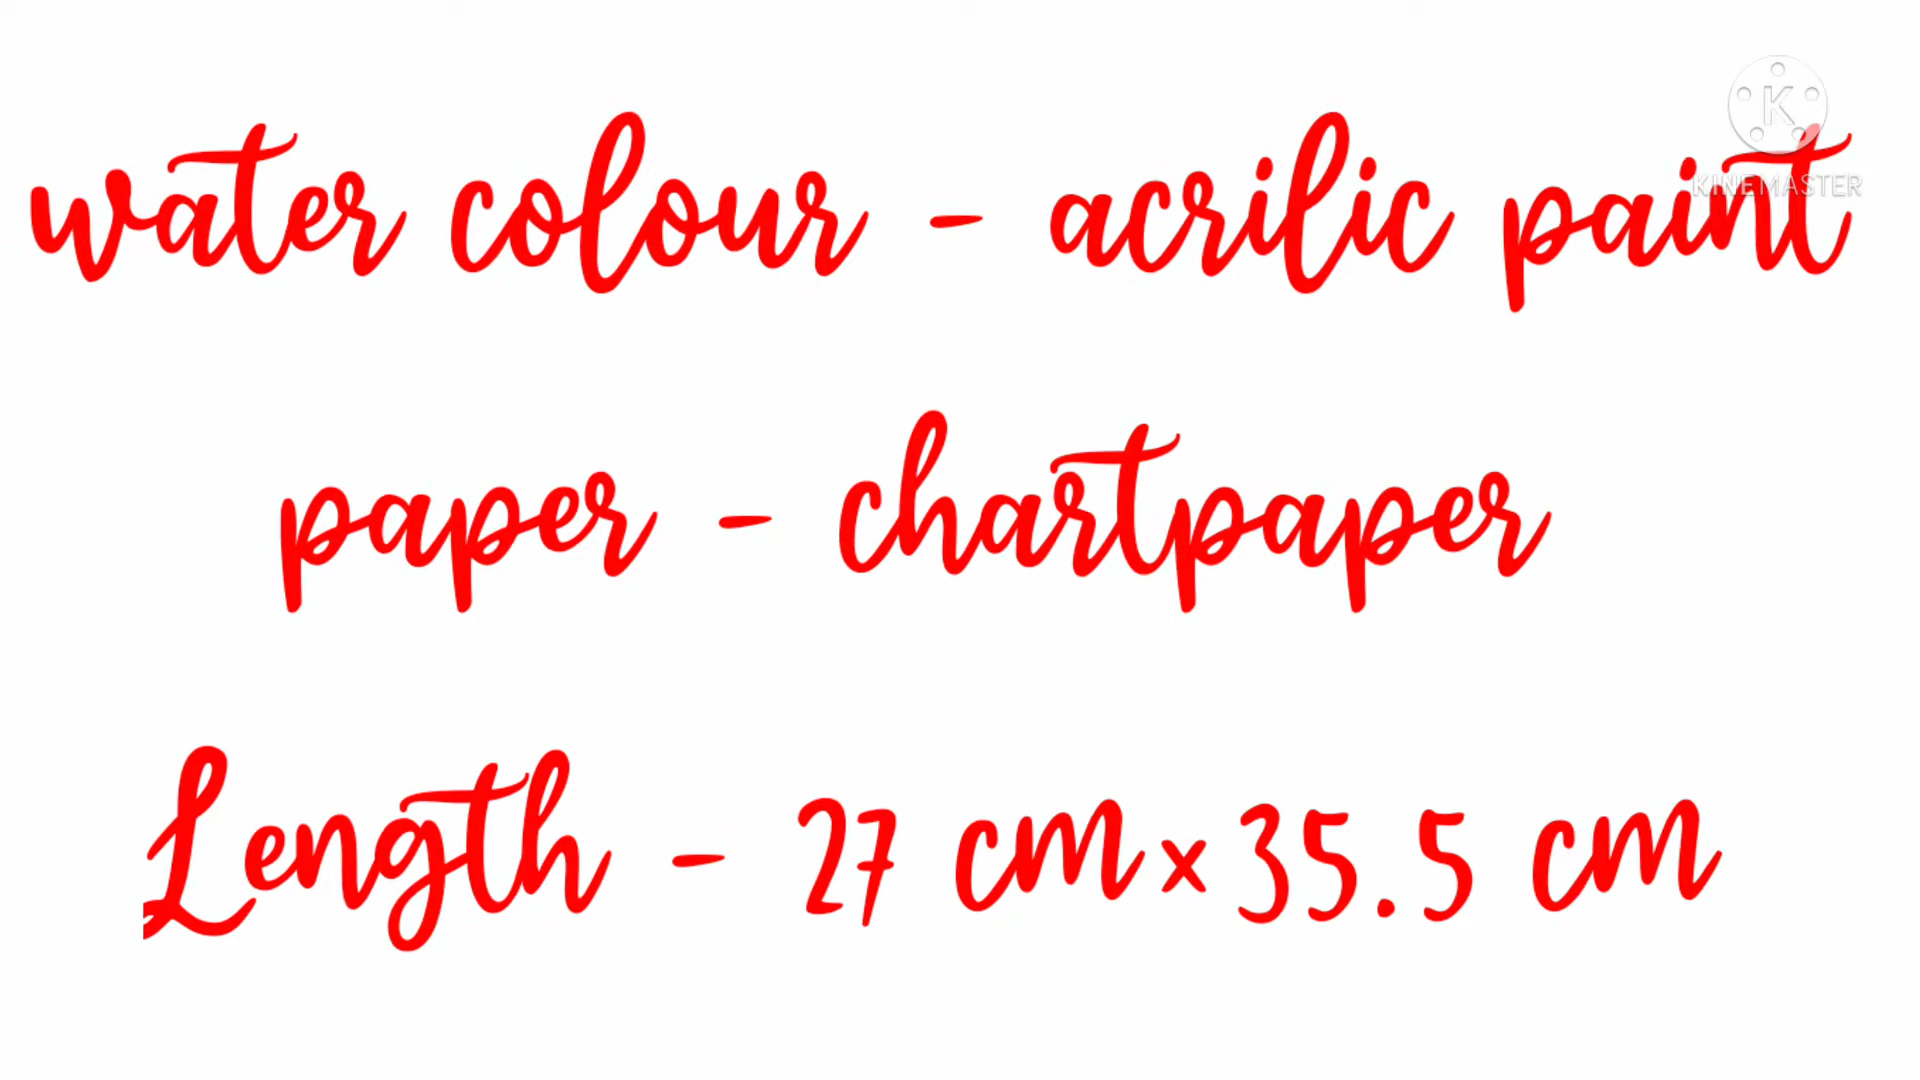 K
KINEMASTER
water colour - acrilic paint
paper - chartpaper
Length - 27 cm×35.5 cm